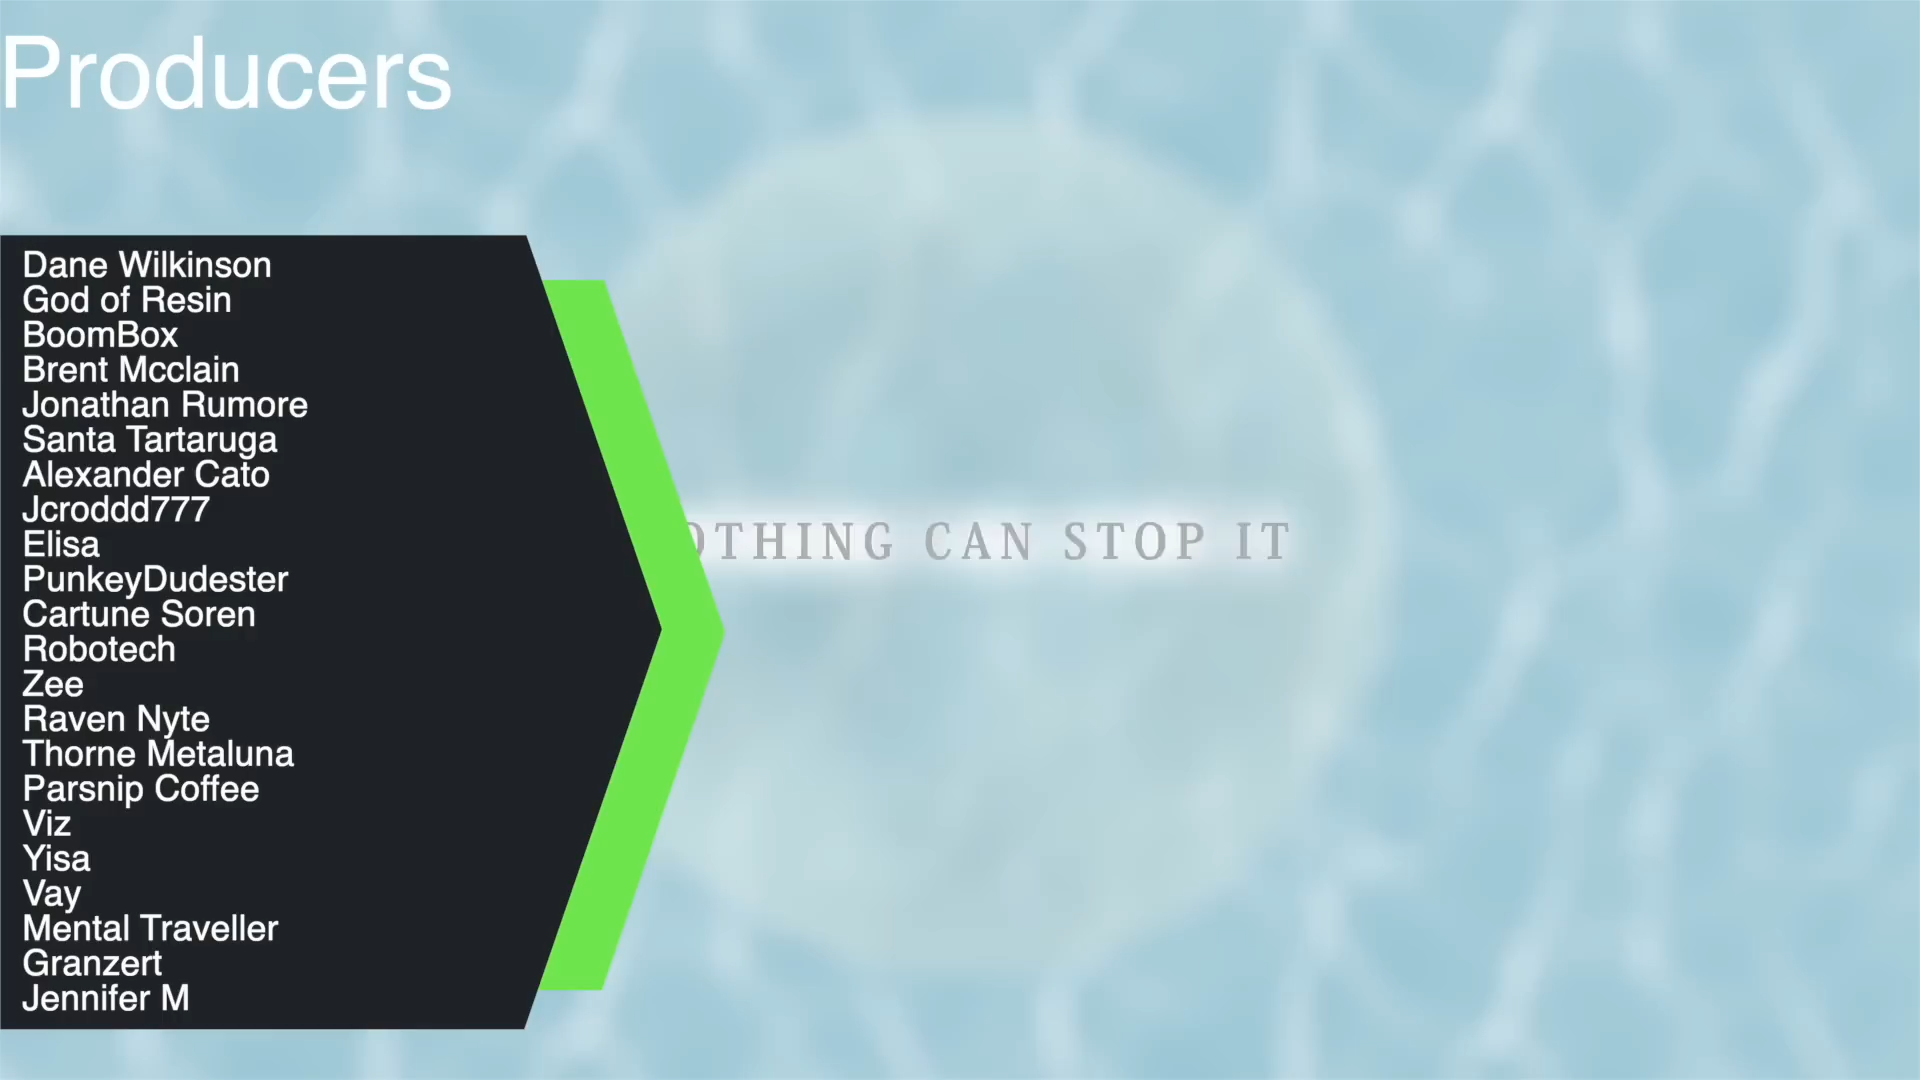 Producers
Dane Wilkinson
God of Resin
BoomBox
Brent Mcclain
Jonathan Rumore
Santa Tartaruga
Alexander Cato
Jcroddd777
Elisa
PunkeyDudester
Cartune Soren
Robotech
Zee
Raven Nyte
Thorne Metaluna
Parsnip Coffee
Viz
Yisa
Vay
Mental Traveller
Granzert
Jennifer M
OTHING CAN STOP IT